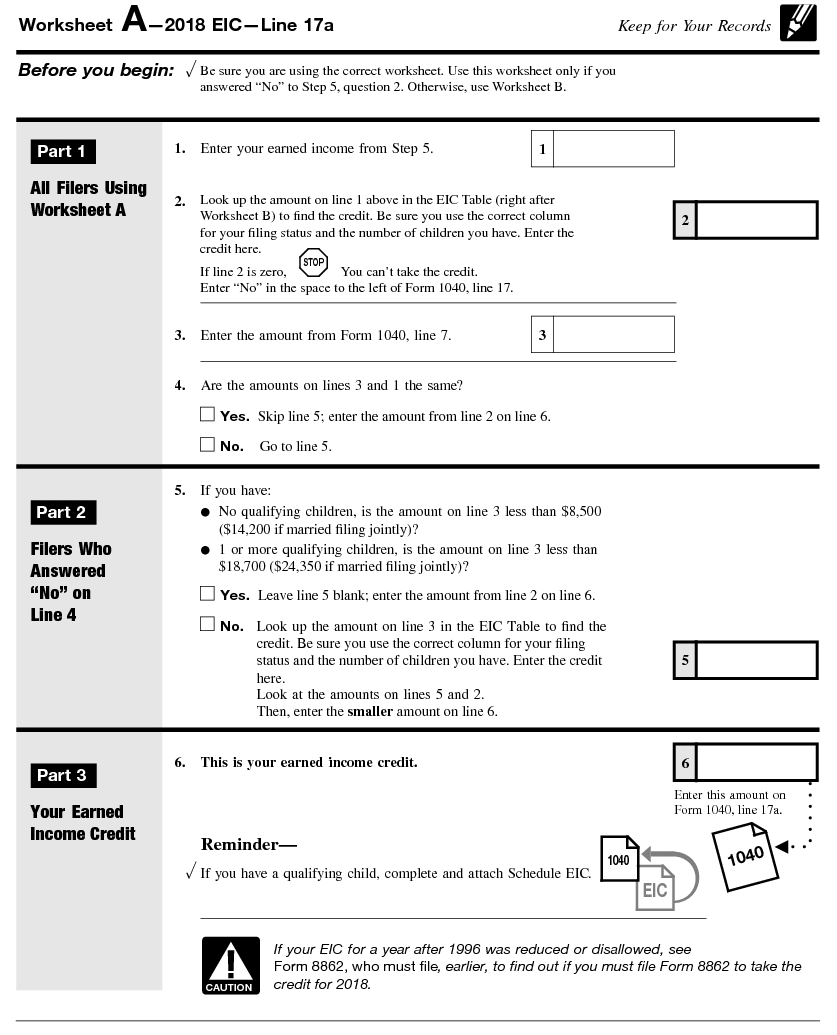 Worksheet A—2018 EIC—Line 17a
Keep for Your Records
Before you begin: √ Be sure you are using the correct worksheet. Use this worksheet only if you
answered “No” to Step 5, question 2. Otherwise, use Worksheet B.
Part 1
All Filers Using
Worksheet A
1. Enter your earned income from Step 5.
1
2. Look up the amount on line 1 above in the EIC Table (right after
Worksheet B) to find the credit. Be sure you use the correct column
for your filing status and the number of children you have. Enter the
credit here.
2
If line 2 is zero, STOP You can’t take the credit.
Enter “No” in the space to the left of Form 1040, line 17.
3. Enter the amount from Form 1040, line 7.
3
4. Are the amounts on lines 3 and 1 the same?
Yes. Skip line 5; enter the amount from line 2 on line 6.
No. Go to line 5.
Part 2
Filers Who
Answered
“No” on
Line 4
5. If you have:
● No qualifying children, is the amount on line 3 less than $8,500
($14,200 if married filing jointly)?
● 1 or more qualifying children, is the amount on line 3 less than
$18,700 ($24,350 if married filing jointly)?
Yes. Leave line 5 blank; enter the amount from line 2 on line 6.
No. Look up the amount on line 3 in the EIC Table to find the
credit. Be sure you use the correct column for your filing
status and the number of children you have. Enter the credit
here.
5
Look at the amounts on lines 5 and 2.
Then, enter the smaller amount on line 6.
Part 3
Your Earned
Income Credit
6. This is your earned income credit.
6
Enter this amount on
Form 1040, line 17a.
1040
Reminder—
√ If you have a qualifying child, complete and attach Schedule EIC.
1040
EIC
CAUTION
If your EIC for a year after 1996 was reduced or disallowed, see
Form 8862, who must file, earlier, to find out if you must file Form 8862 to take the
credit for 2018.